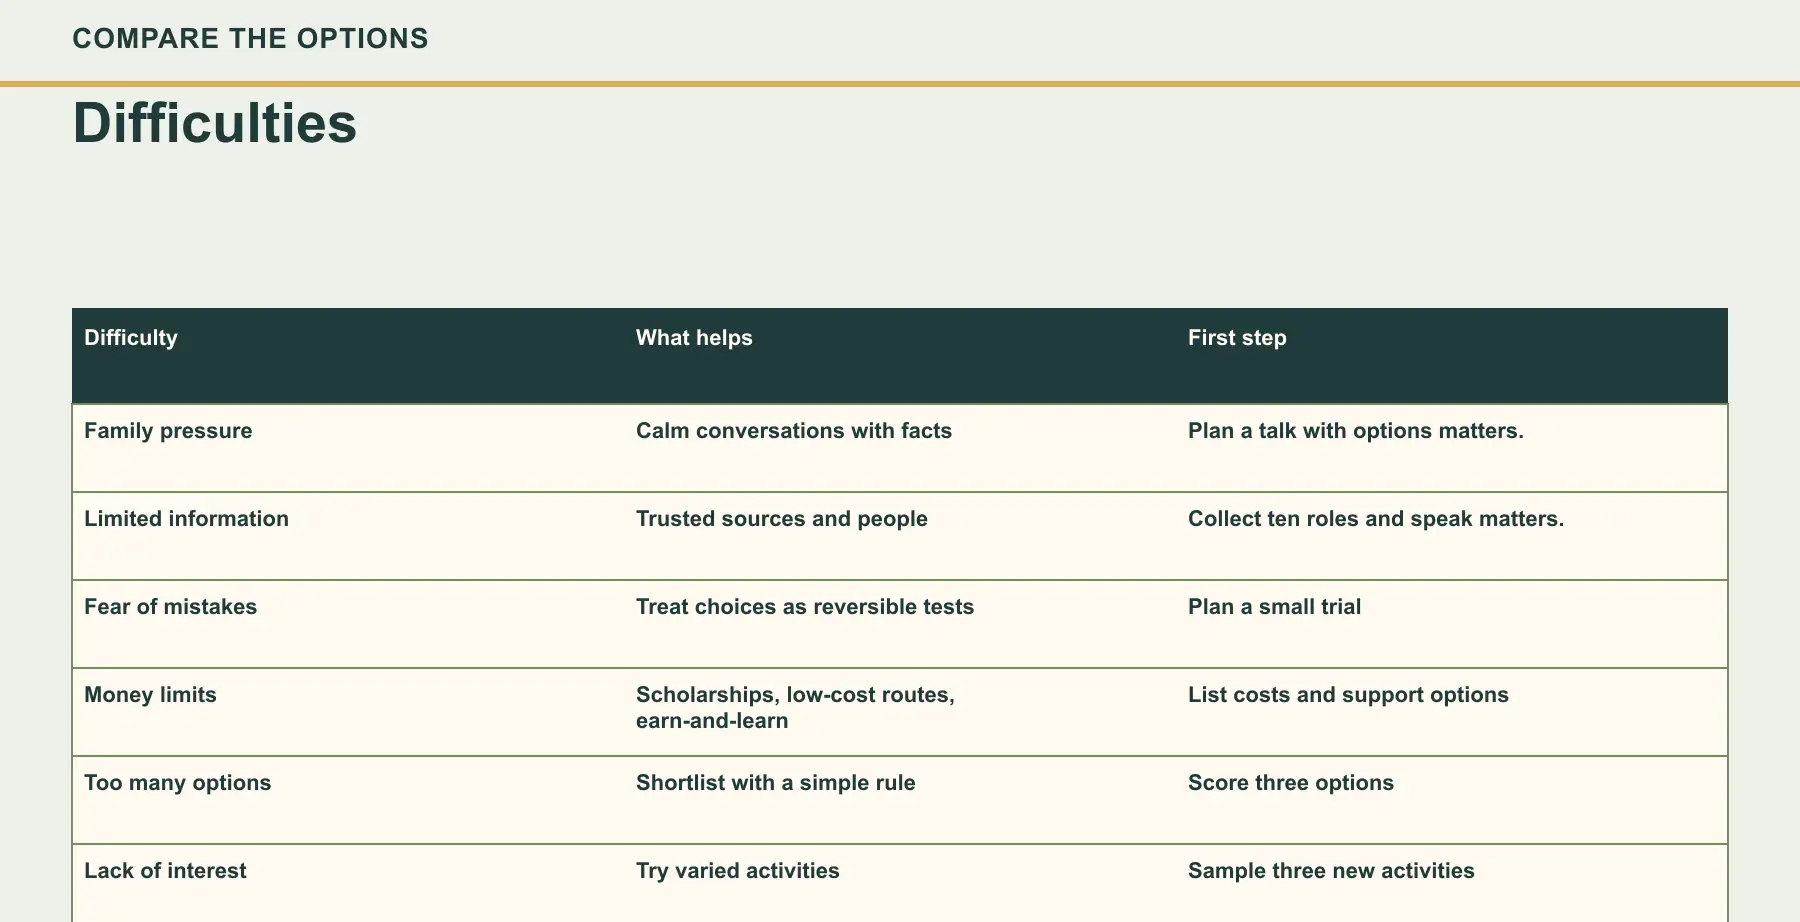 COMPARE THE OPTIONS
Difficulties
Difficulty What helps First step
Family pressure Calm conversations with facts Plan a talk with options matters.
Limited information Trusted sources and people Collect ten roles and speak matters.
Fear of mistakes Treat choices as reversible tests Plan a small trial
Money limits Scholarships, low-cost routes, List costs and support options
earn-and-learn
Too many options Shortlist with a simple rule Score three options
Lack of interest Try varied activities Sample three new activities